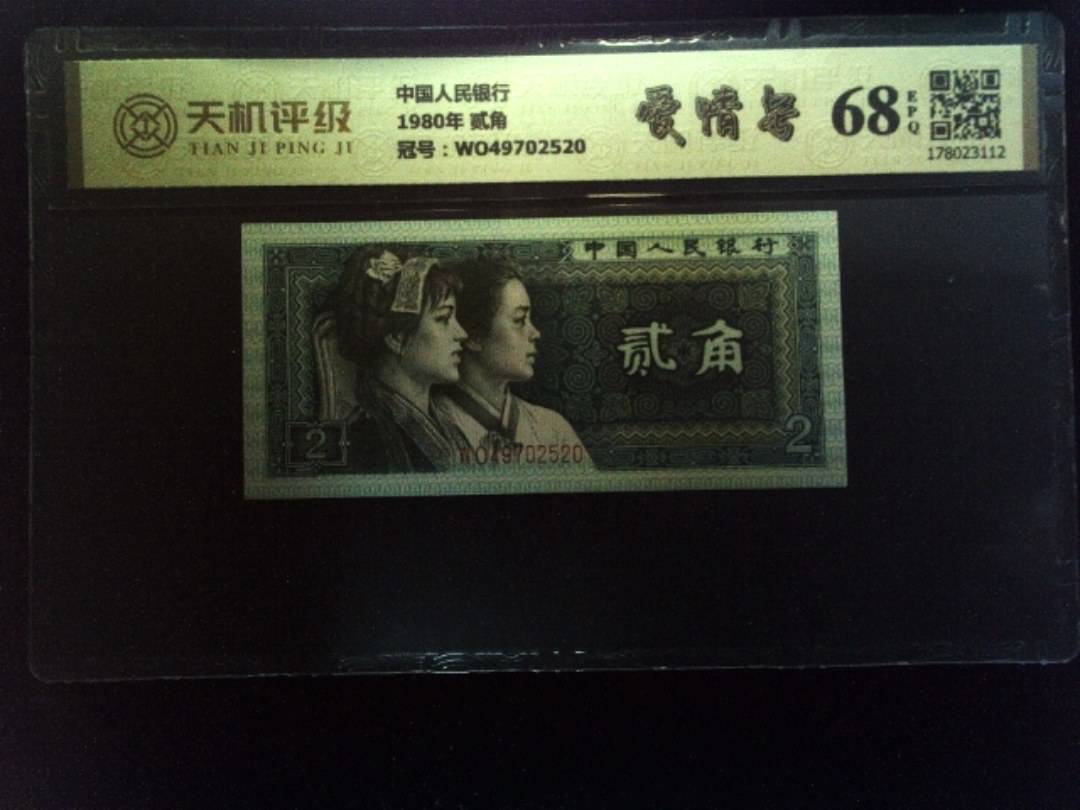 天机评级
TIAN JI PING JI
中国人民银行
1980年 贰角
冠号：WO49702520
爱情号
68
EPQ
178023112
中国人民银行
贰角
2
2
WO49702520